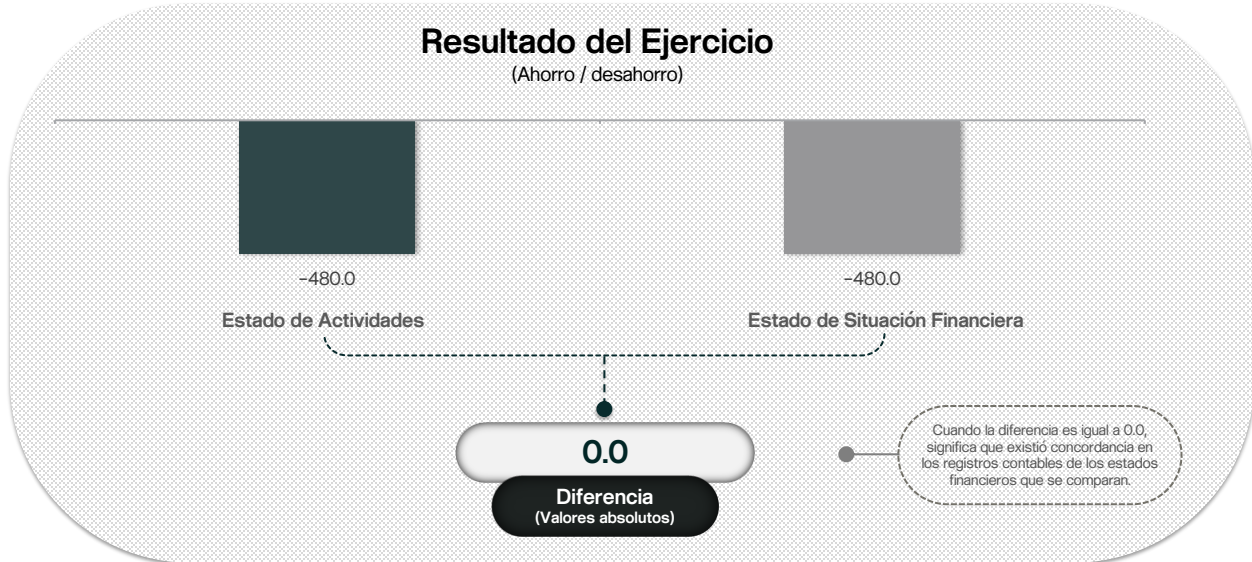 Resultado del Ejercicio
(Ahorro / desahorro)
-480.0
-480.0
Estado de Actividades
Estado de Situación Financiera
0.0
Diferencia
(Valores absolutos)
Cuando la diferencia es igual a 0.0,
significa que existió concordancia en
los registros contables de los estados
financieros que se comparan.